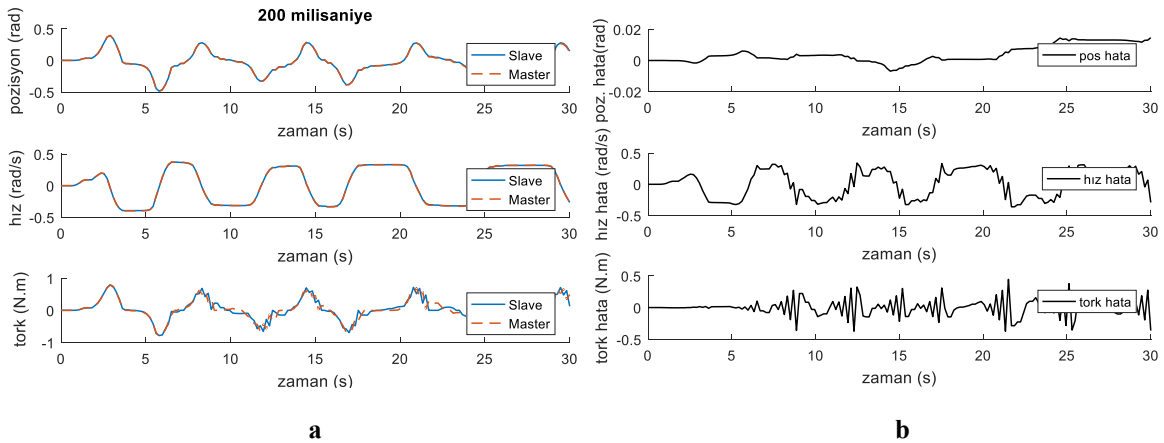 200 milisaniye
pozisyon (rad)
0.5
0
-0.5
Slave
Master
0 5 10 15 20 25 30
zaman (s)
hız (rad/s)
0.5
0
-0.5
Slave
Master
0 5 10 15 20 25 30
zaman (s)
tork (N.m)
1
0
-1
Slave
Master
0 5 10 15 20 25 30
zaman (s)
a
poz. hata(rad)
0.02
0
-0.02
pos hata
0 5 10 15 20 25 30
zaman (s)
hız hata (rad/s)
0.5
0
-0.5
hız hata
0 5 10 15 20 25 30
zaman (s)
tork hata (N.m)
0.5
0
-0.5
tork hata
0 5 10 15 20 25 30
zaman (s)
b